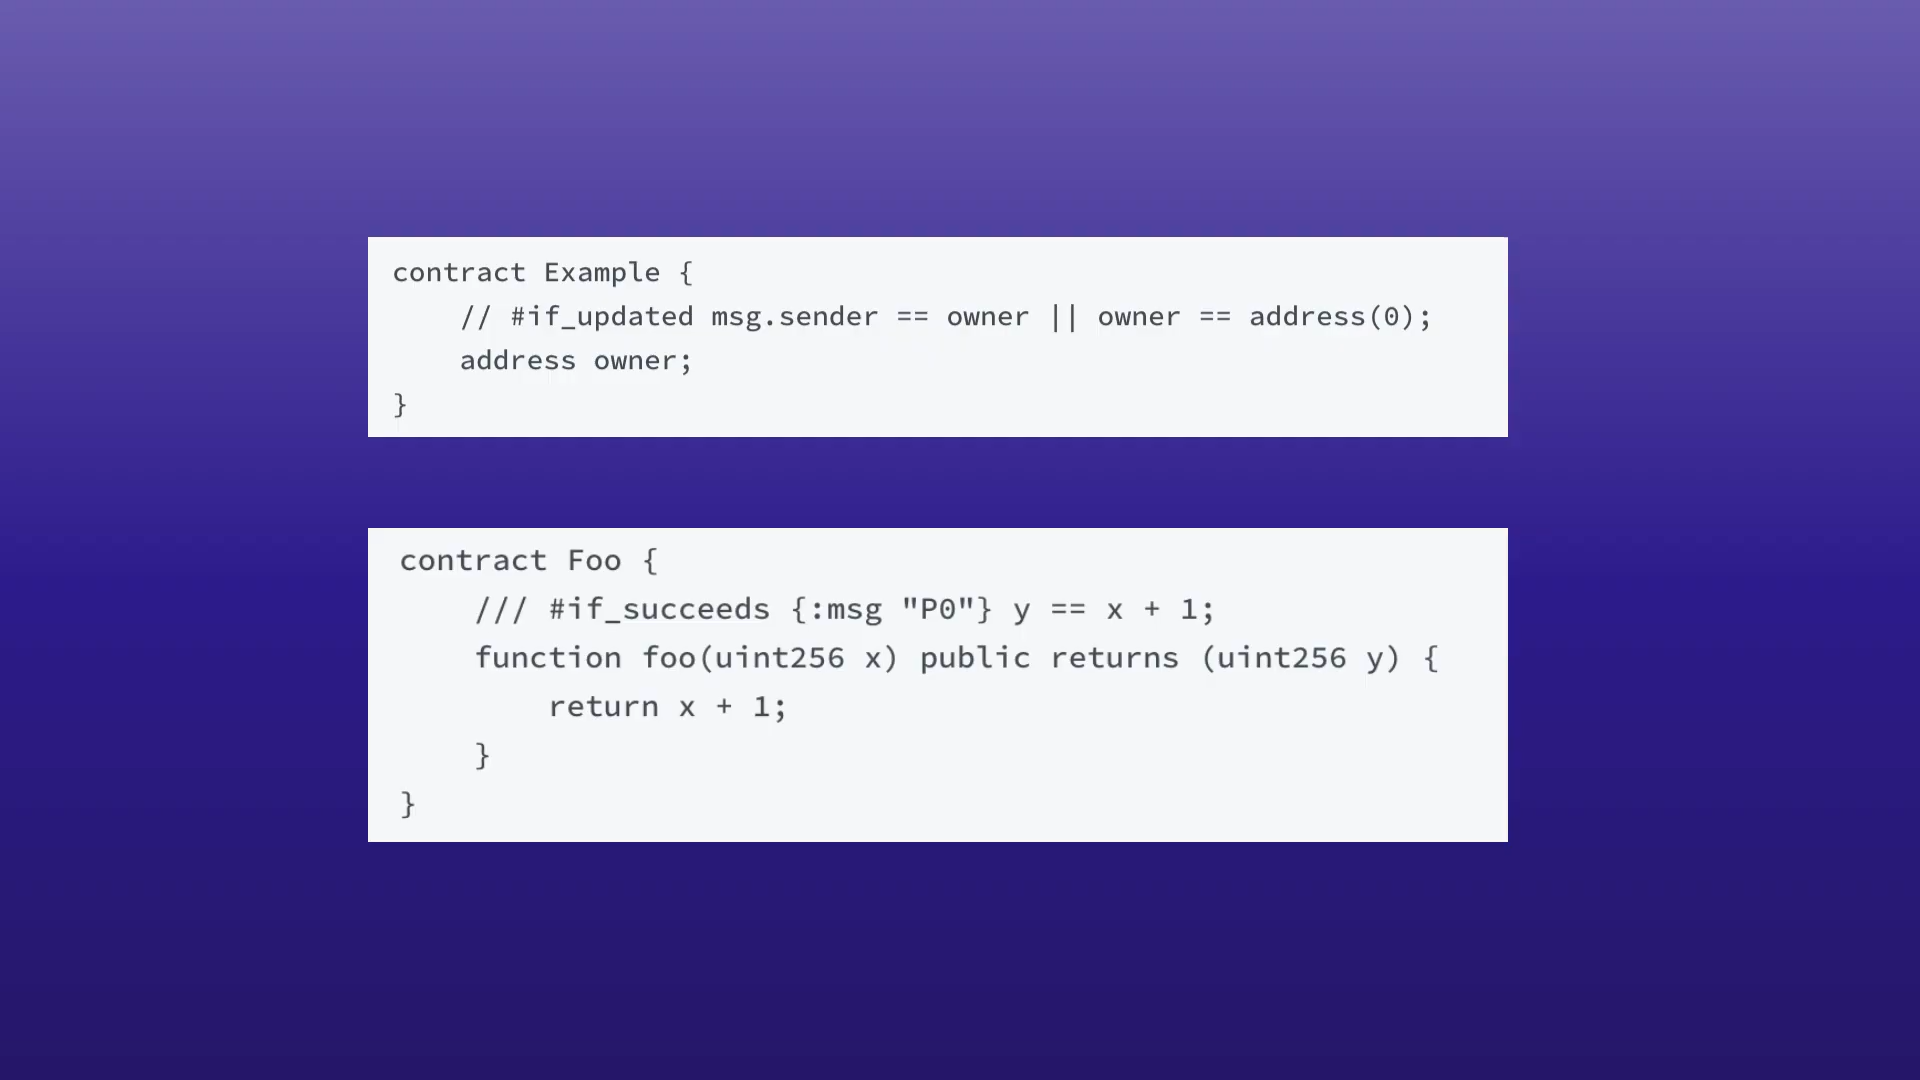 contract Example {
    // #if_updated msg.sender == owner || owner == address(0);
    address owner;
}
contract Foo {
    /// #if_succeeds {:msg "P0"} y == x + 1;
    function foo(uint256 x) public returns (uint256 y) {
        return x + 1;
    }
}